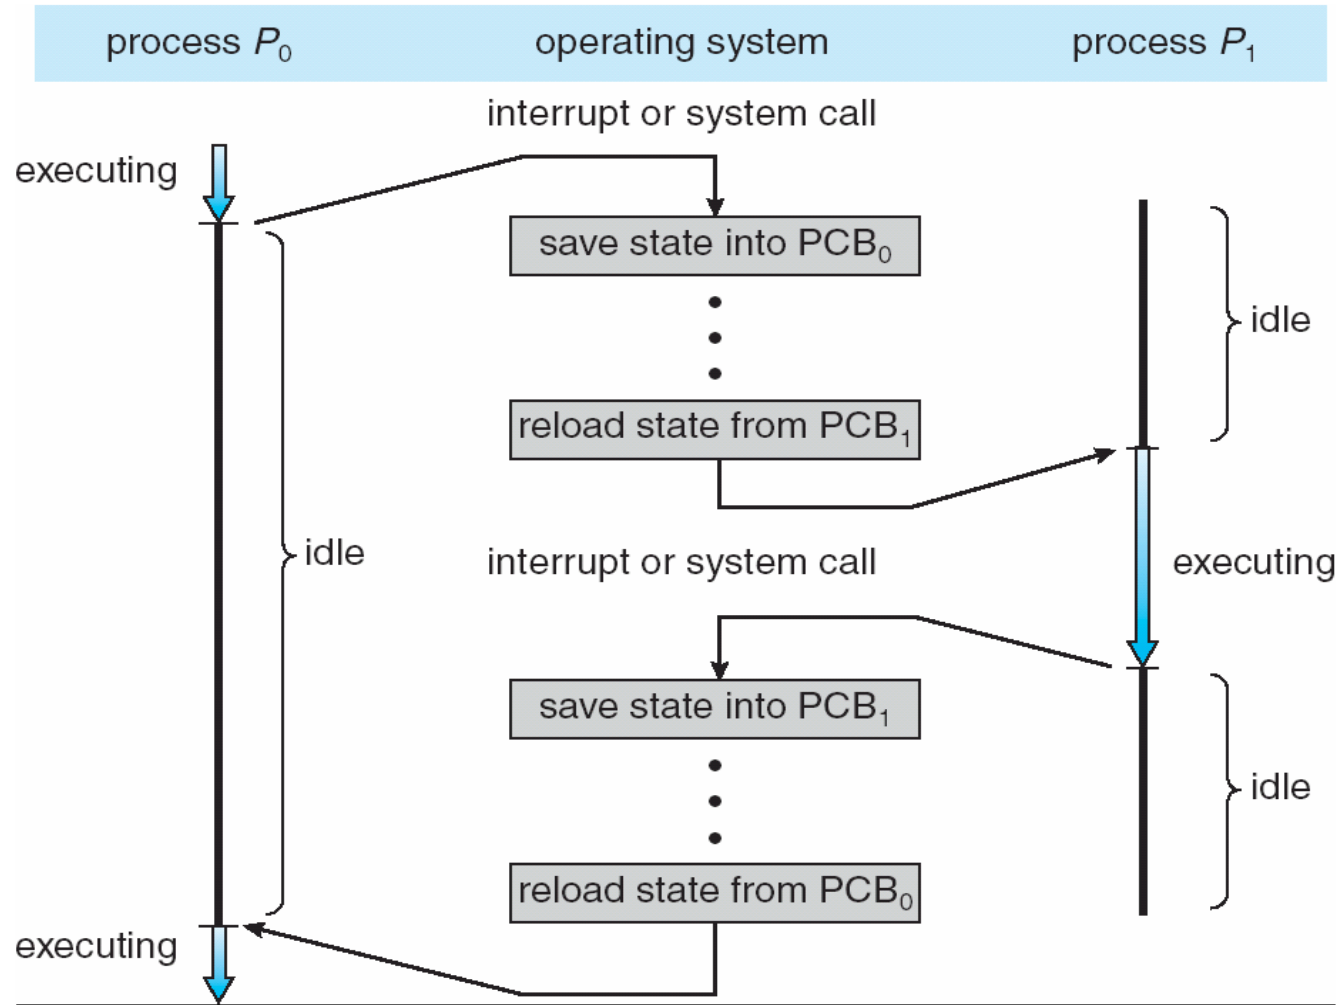 process P₀ operating system process P₁
interrupt or system call
executing
save state into PCB₀
idle
reload state from PCB₁
idle
interrupt or system call
executing
save state into PCB₁
idle
reload state from PCB₀
executing